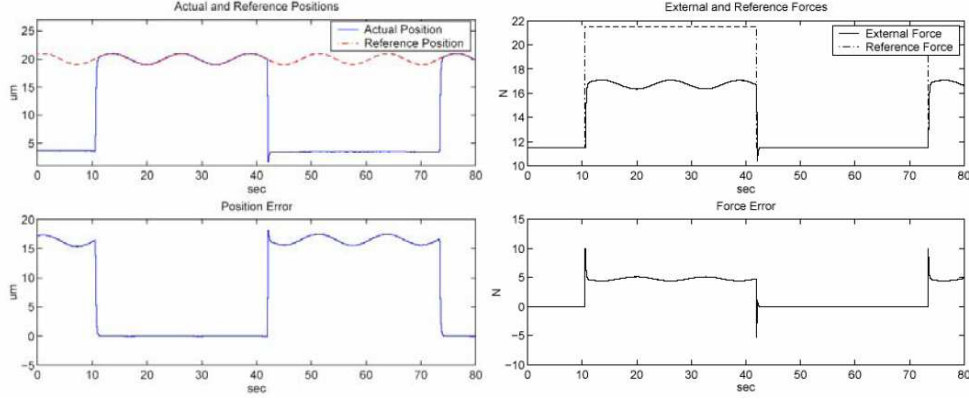 Actual and Reference Positions
Actual Position
Reference Position
25
20
15
10
5
um
0 10 20 30 40 50 60 70 80
sec
External and Reference Forces
External Force
Reference Force
22
20
18
16
14
12
10
N
0 10 20 30 40 50 60 70 80
sec
Position Error
20
15
10
5
0
−5
um
0 10 20 30 40 50 60 70 80
sec
Force Error
15
10
5
0
−5
−10
N
0 10 20 30 40 50 60 70 80
sec